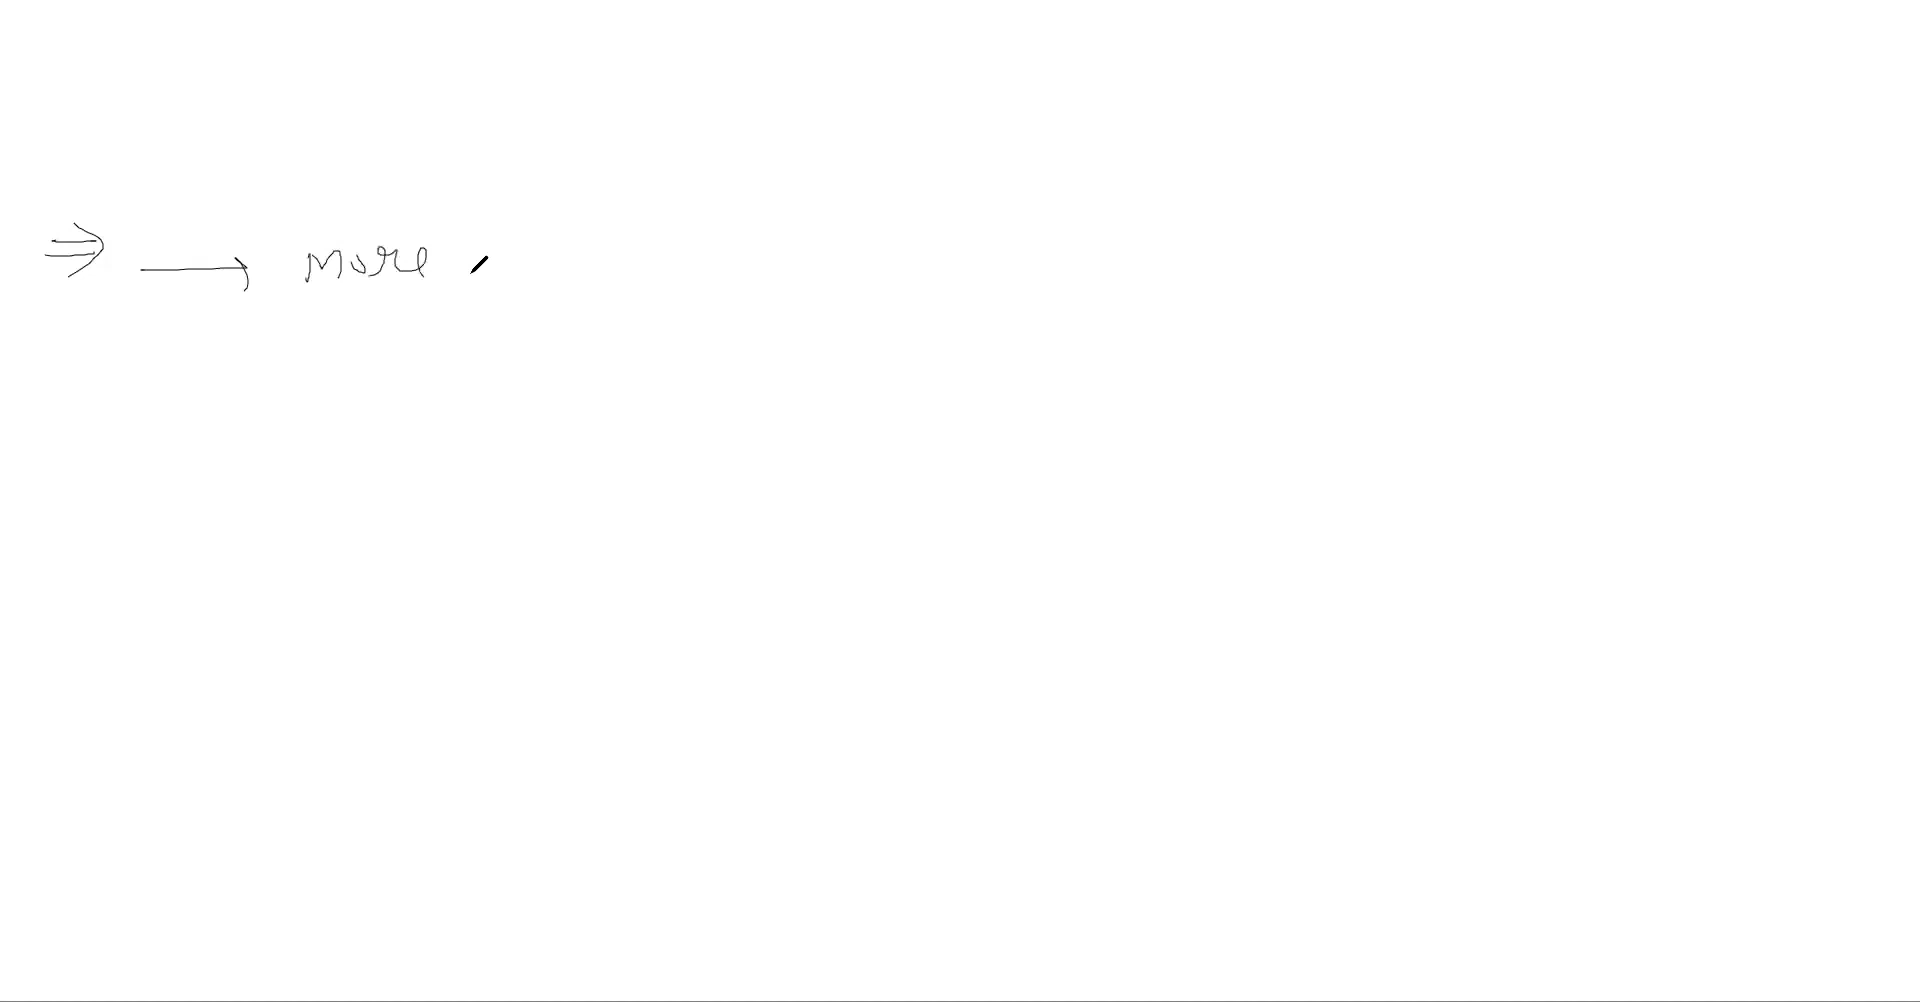 ⇒ → More